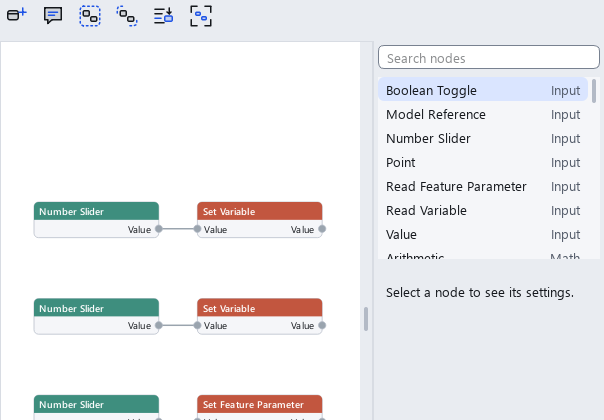 Search nodes
Boolean Toggle Input
Model Reference Input
Number Slider Input
Point Input
Read Feature Parameter Input
Read Variable Input
Value Input
Arithmetic Math
Select a node to see its settings.
Number Slider
Value
Set Variable
Value Value
Number Slider
Value
Set Variable
Value Value
Number Slider
Set Feature Parameter